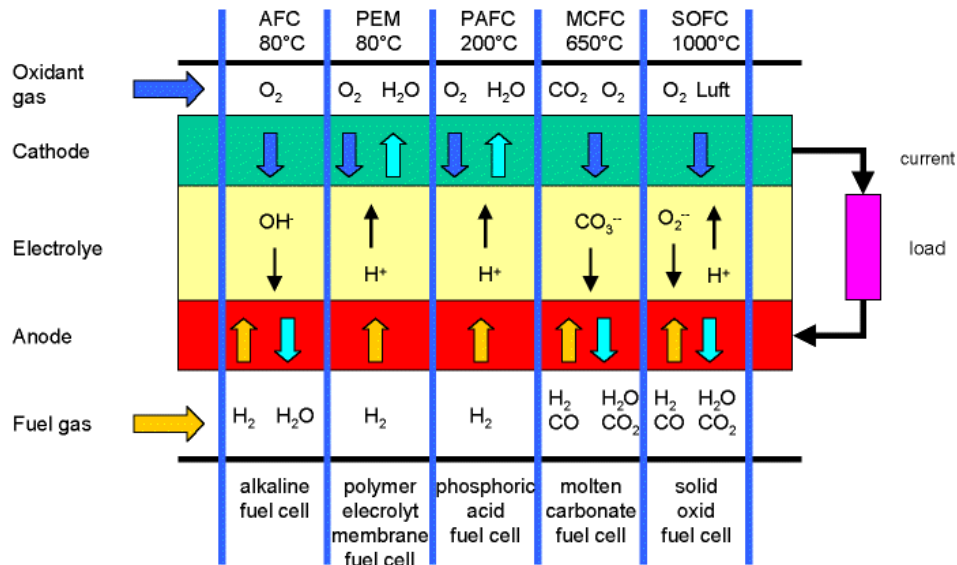 AFC PEM PAFC MCFC SOFC
80°C 80°C 200°C 650°C 1000°C
Oxidant
gas
O₂
O₂ H₂O
O₂ H₂O
CO₂ O₂
O₂ Luft
Cathode
current
Electrolye
OH⁻
H⁺
H⁺
CO₃⁻⁻
O₂⁻⁻
H⁺
load
Anode
Fuel gas
H₂ H₂O
H₂
H₂
H₂ H₂O
CO CO₂
H₂ H₂O
CO CO₂
alkaline
fuel cell
polymer
elecrolyt
membrane
fuel cell
phosphoric
acid
fuel cell
molten
carbonate
fuel cell
solid
oxid
fuel cell